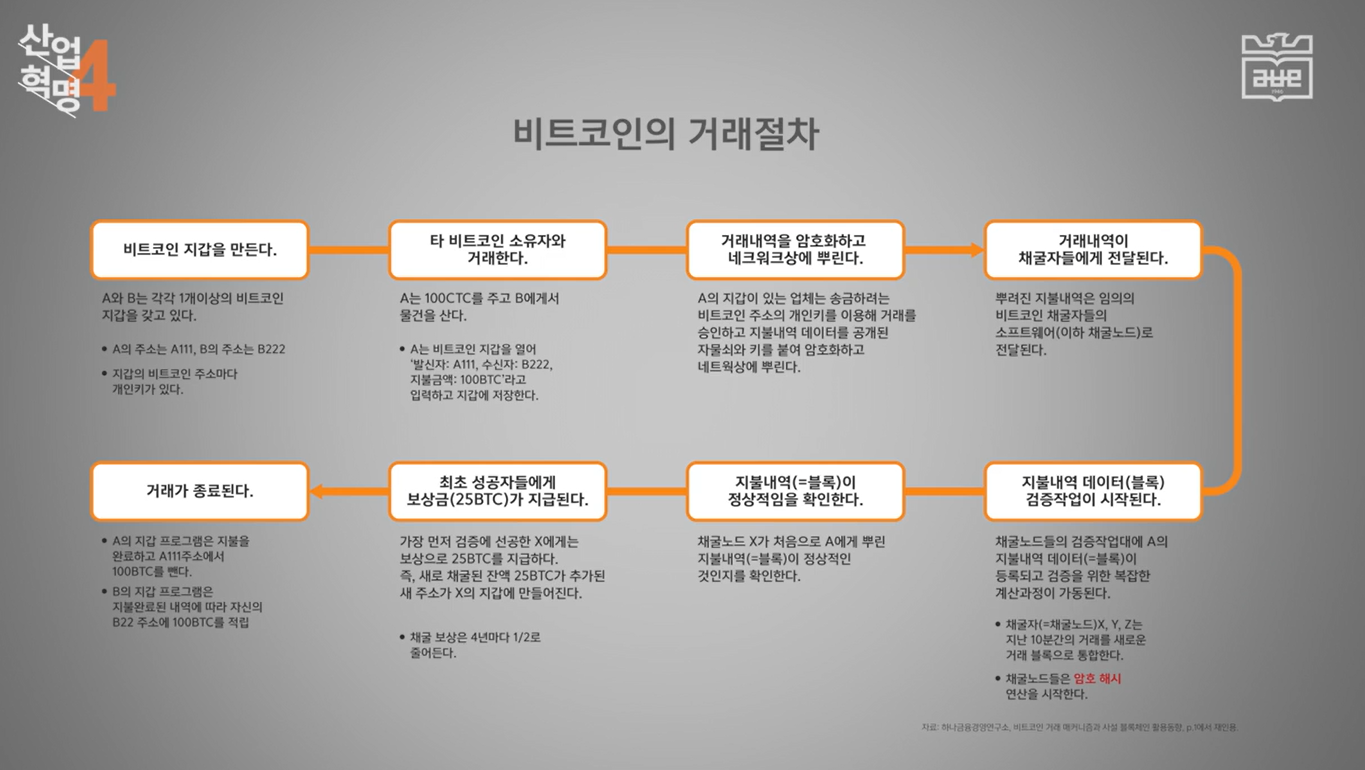 산업
혁명
4
비트코인의 거래절차
비트코인 지갑을 만든다.
A와 B는 각각 1개이상의 비트코인
지갑을 갖고 있다.
• A의 주소는 A111, B의 주소는 B222
• 지갑의 비트코인 주소마다
개인키가 있다.
타 비트코인 소유자와
거래한다.
A는 100CTC를 주고 B에게서
물건을 산다.
• A는 비트코인 지갑을 열어
'발신자: A111, 수신자: B222,
지불금액: 100BTC'라고
입력하고 지갑에 저장한다.
거래내역을 암호화하고
네크워크상에 뿌린다.
A의 지갑이 있는 업체는 송금하려는
비트코인 주소의 개인키를 이용해 거래를
승인하고 지불내역 데이터를 공개된
자물쇠와 키를 붙여 암호화하고
네트웍상에 뿌린다.
거래내역이
채굴자들에게 전달된다.
뿌려진 지불내역은 임의의
비트코인 채굴자들의
소프트웨어(이하 채굴노드)로
전달된다.
지불내역 데이터(블록)
검증작업이 시작된다.
채굴노드들의 검증작업대에 A의
지불내역 데이터(=블록)이
등록되고 검증을 위한 복잡한
계산과정이 가동된다.
• 채굴자(=채굴노드)X, Y, Z는
지난 10분간의 거래를 새로운
거래 블록으로 통합한다.
• 채굴노드들은 암호 해시
연산을 시작한다.
지불내역(=블록)이
정상적임을 확인한다.
채굴노드 X가 처음으로 A에게 뿌린
지불내역(=블록)이 정상적인
것인지를 확인한다.
최초 성공자들에게
보상금(25BTC)가 지급된다.
가장 먼저 검증에 선공한 X에게는
보상으로 25BTC를 지급하다.
즉, 새로 채굴된 잔액 25BTC가 추가된
새 주소가 X의 지갑에 만들어진다.
• 채굴 보상은 4년마다 1/2로
줄어든다.
거래가 종료된다.
• A의 지갑 프로그램은 지불을
완료하고 A111주소에서
100BTC를 뺀다.
• B의 지갑 프로그램은
지불완료된 내역에 따라 자신의
B22 주소에 100BTC를 적립
자료: 하나금융경영연구소, 비트코인 거래 매커니즘과 사설 블록체인 활용동향, p.1에서 재인용.